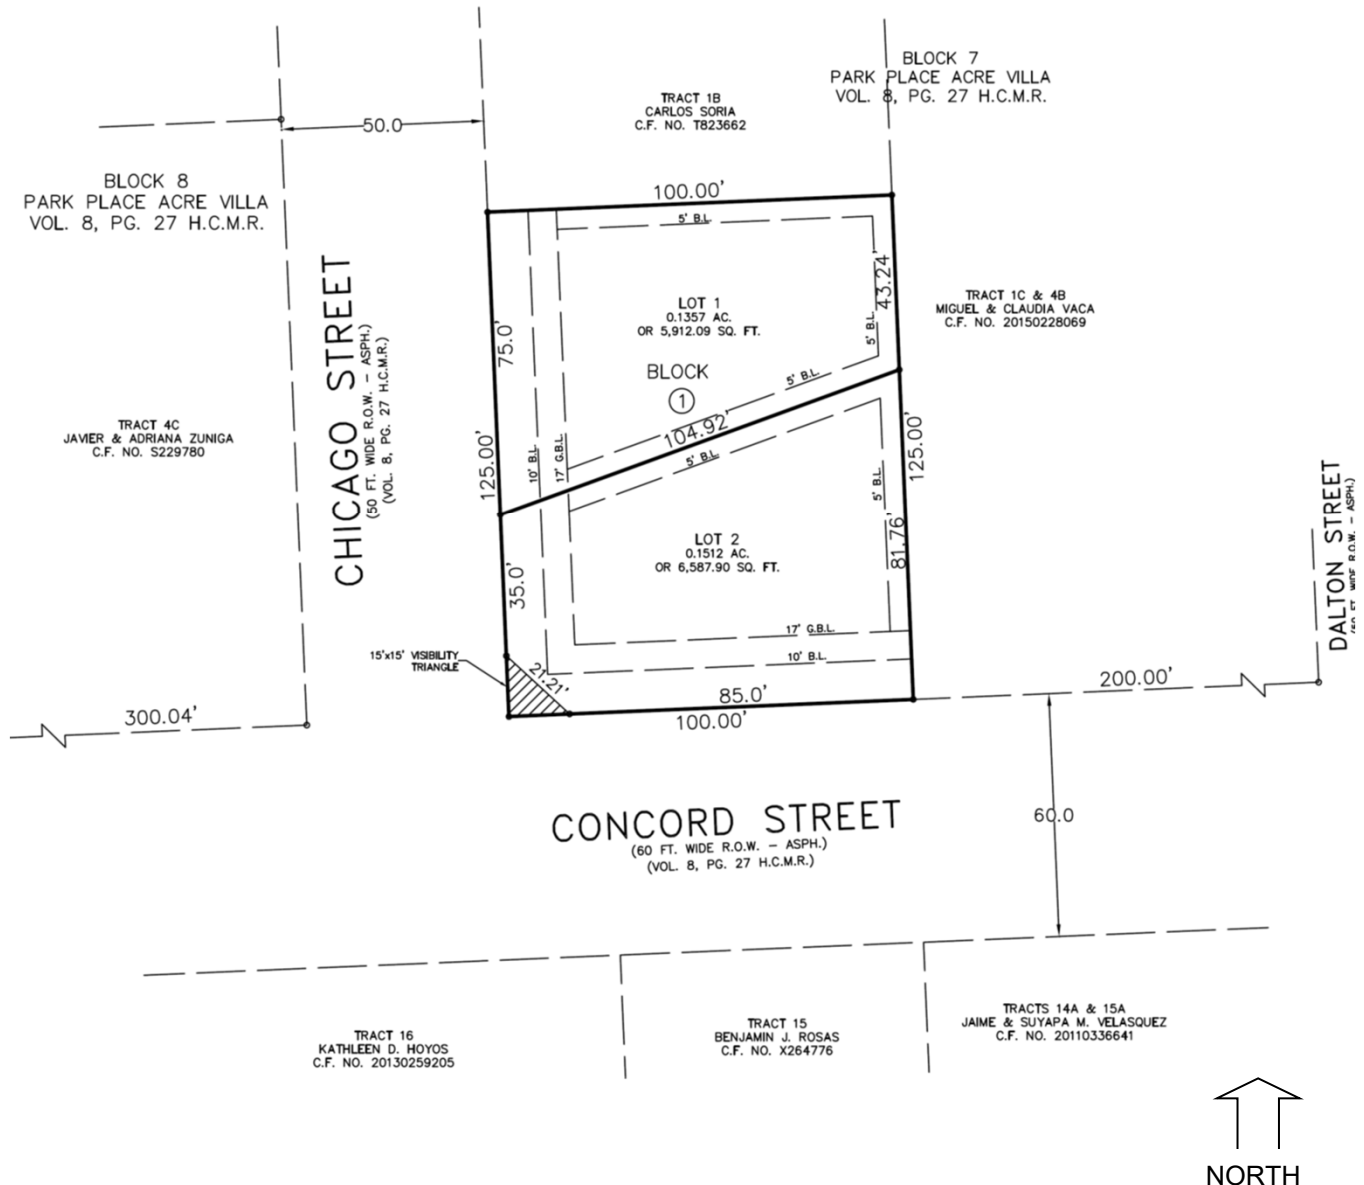 BLOCK 7
PARK PLACE ACRE VILLA
VOL. 8, PG. 27 H.C.M.R.
TRACT 1B
CARLOS SORIA
C.F. NO. T823662
50.0
BLOCK 8
PARK PLACE ACRE VILLA
VOL. 8, PG. 27 H.C.M.R.
100.00'
5' B.L.
43.24'
LOT 1
0.1357 AC.
OR 5,912.09 SQ. FT.
TRACT 1C & 4B
MIGUEL & CLAUDIA VACA
C.F. NO. 20150228069
5' B.L.
75.0'
CHICAGO STREET
(50 FT. WIDE R.O.W. – ASPH.)
(VOL. 8, PG. 27 H.C.M.R.)
BLOCK
1
5' B.L.
104.92'
5' B.L.
TRACT 4C
JAVIER & ADRIANA ZUNIGA
C.F. NO. S229780
125.00'
10' B.L.
17' G.B.L.
5' B.L.
125.00'
LOT 2
0.1512 AC.
OR 6,587.90 SQ. FT.
81.76'
35.0'
DALTON STREET
(60 FT. WIDE R.O.W. – ASPH.)
17' G.B.L.
10' B.L.
15'x15' VISIBILITY
TRIANGLE
21.21'
85.0'
100.00'
200.00'
300.04'
60.0
CONCORD STREET
(60 FT. WIDE R.O.W. – ASPH.)
(VOL. 8, PG. 27 H.C.M.R.)
TRACT 16
KATHLEEN D. HOYOS
C.F. NO. 20130259205
TRACT 15
BENJAMIN J. ROSAS
C.F. NO. X264776
TRACTS 14A & 15A
JAIME & SUYAPA M. VELASQUEZ
C.F. NO. 20110336641
NORTH